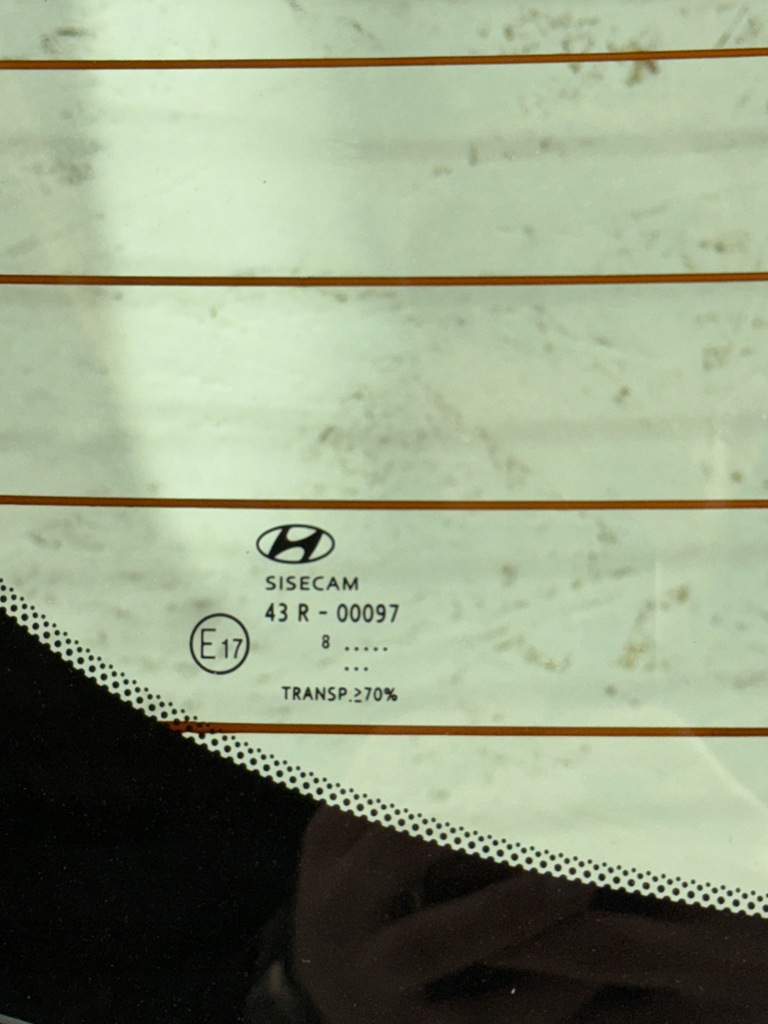 SISECAM
43 R - 00097
E17
8 .....
...
TRANSP.≥70%